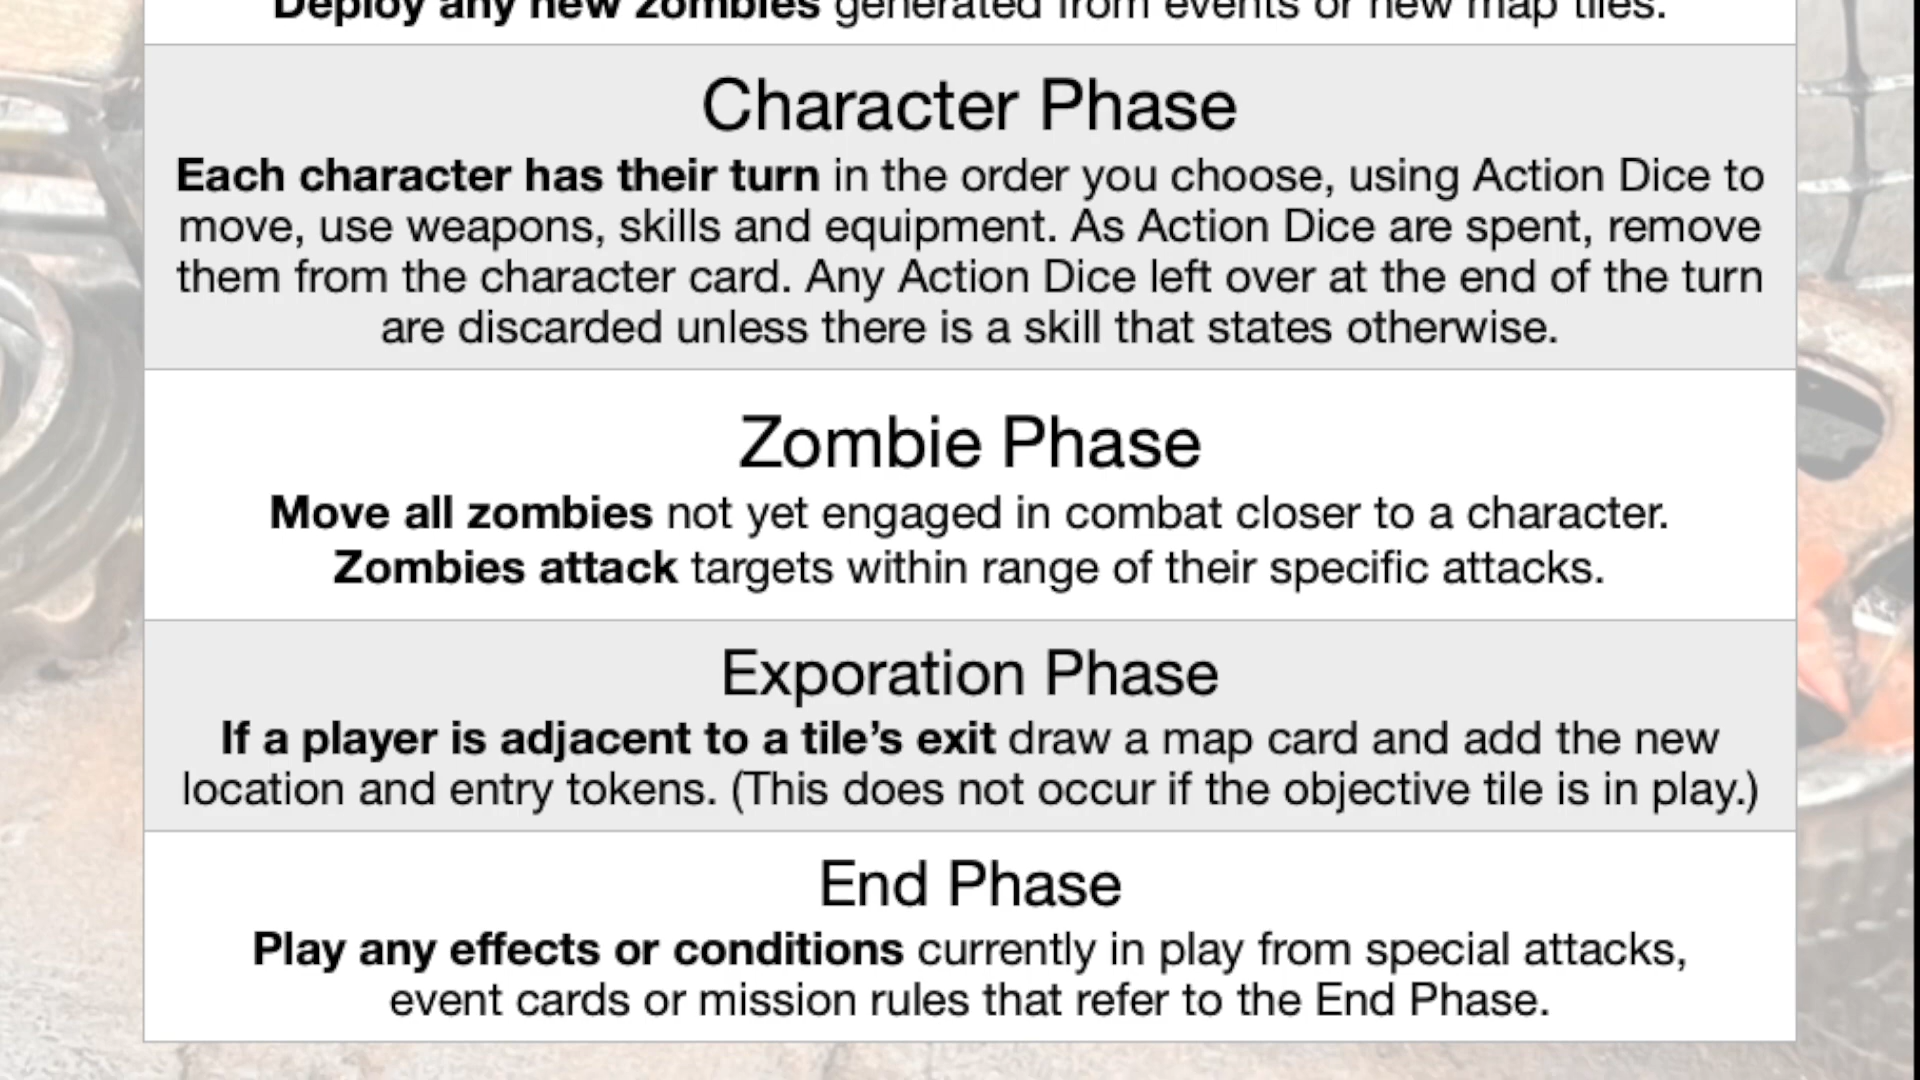 Deploy any new zombies generated from events or new map tiles.
Character Phase
Each character has their turn in the order you choose, using Action Dice to
move, use weapons, skills and equipment. As Action Dice are spent, remove
them from the character card. Any Action Dice left over at the end of the turn
are discarded unless there is a skill that states otherwise.
Zombie Phase
Move all zombies not yet engaged in combat closer to a character.
Zombies attack targets within range of their specific attacks.
Exporation Phase
If a player is adjacent to a tile’s exit draw a map card and add the new
location and entry tokens. (This does not occur if the objective tile is in play.)
End Phase
Play any effects or conditions currently in play from special attacks,
event cards or mission rules that refer to the End Phase.